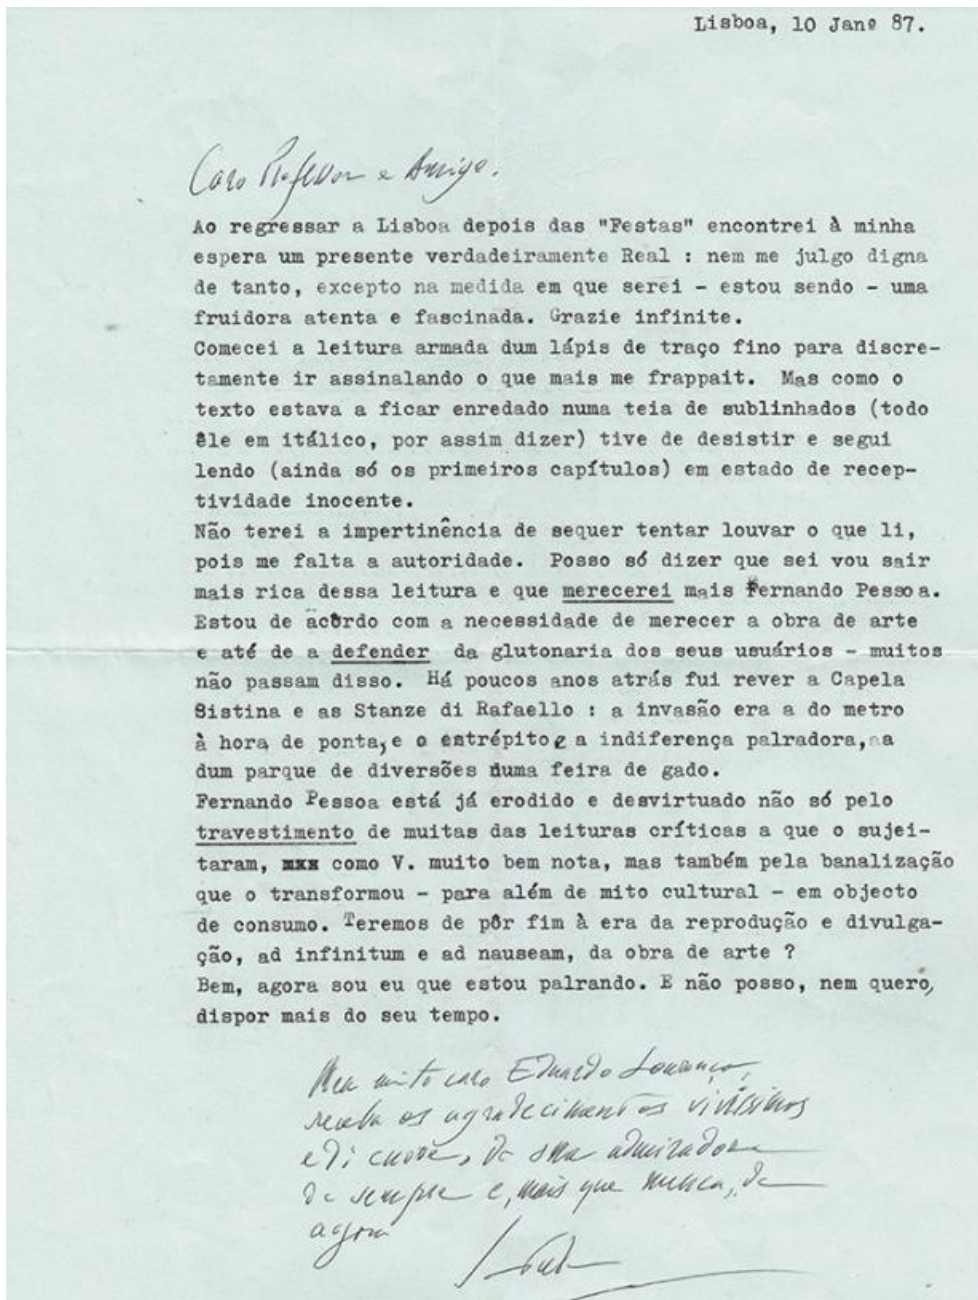 Lisboa, 10 Janº 87.
Caro Professor e Amigo.
Ao regressar a Lisboa depois das "Festas" encontrei à minha
espera um presente verdadeiramente Real : nem me julgo digna
de tanto, excepto na medida em que serei - estou sendo - uma
fruidora atenta e fascinada. Grazie infinite.
Comecei a leitura armada dum lápis de traço fino para discre-
tamente ir assinalando o que mais me frappait. Mas como o
texto estava a ficar enredado numa teia de sublinhados (todo
êle em itálico, por assim dizer) tive de desistir e segui
lendo (ainda só os primeiros capítulos) em estado de recep-
tividade inocente.
Não terei a impertinência de sequer tentar louvar o que li,
pois me falta a autoridade. Posso só dizer que sei vou sair
mais rica dessa leitura e que merecerei mais Fernando Pessoa.
Estou de acôrdo com a necessidade de merecer a obra de arte
e até de a defender da glutonaria dos seus usuários - muitos
não passam disso. Há poucos anos atrás fui rever a Capela
Sistina e as Stanze di Rafaello : a invasão era a do metro
à hora de ponta, e o estrépito e a indiferença palradora, a
dum parque de diversões numa feira de gado.
Fernando Pessoa está já erodido e desvirtuado não só pelo
travestimento de muitas das leituras críticas a que o sujei-
taram, como V. muito bem nota, mas também pela banalização
que o transformou - para além de mito cultural - em objecto
de consumo. Teremos de pôr fim à era da reprodução e divulga-
ção, ad infinitum e ad nauseam, da obra de arte ?
Bem, agora sou eu que estou palrando. E não posso, nem quero,
dispor mais do seu tempo.
Meu muito caro Eduardo Lourenço,
receba os agradecimentos vivíssimos
e di cuore, da sua admiradora
de sempre e, mais que nunca, de
agora